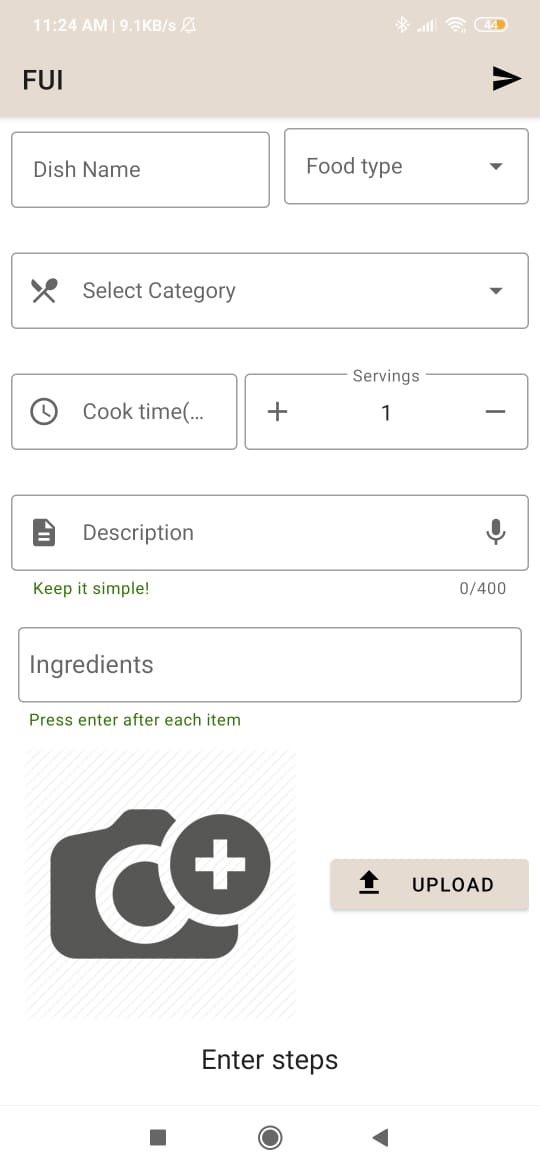 11:24 AM | 9.1KB/s
44
FUI
Dish Name
Food type
Select Category
Servings
Cook time(...
1
Description
Keep it simple!
0/400
Ingredients
Press enter after each item
UPLOAD
Enter steps